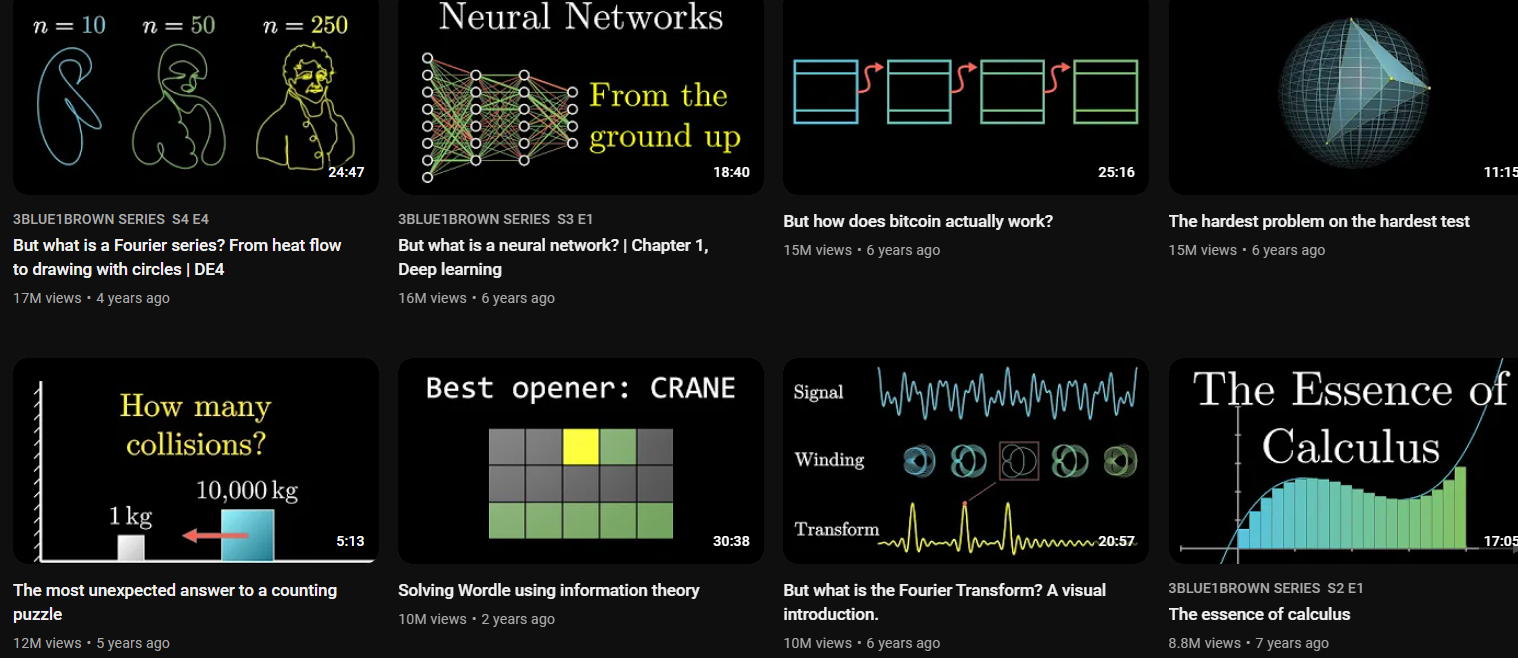 n = 10
n = 50
n = 250
24:47
3BLUE1BROWN SERIES S4 E4
But what is a Fourier series? From heat flow
to drawing with circles | DE4
17M views • 4 years ago
Neural Networks
From the
ground up
18:40
3BLUE1BROWN SERIES S3 E1
But what is a neural network? | Chapter 1,
Deep learning
16M views • 6 years ago
25:16
But how does bitcoin actually work?
15M views • 6 years ago
11:15
The hardest problem on the hardest test
15M views • 6 years ago
How many
collisions?
10,000 kg
1 kg
5:13
The most unexpected answer to a counting
puzzle
12M views • 5 years ago
Best opener: CRANE
30:38
Solving Wordle using information theory
10M views • 2 years ago
Signal
Winding
Transform
20:57
But what is the Fourier Transform? A visual
introduction.
10M views • 6 years ago
The Essence of
Calculus
17:05
3BLUE1BROWN SERIES S2 E1
The essence of calculus
8.8M views • 7 years ago